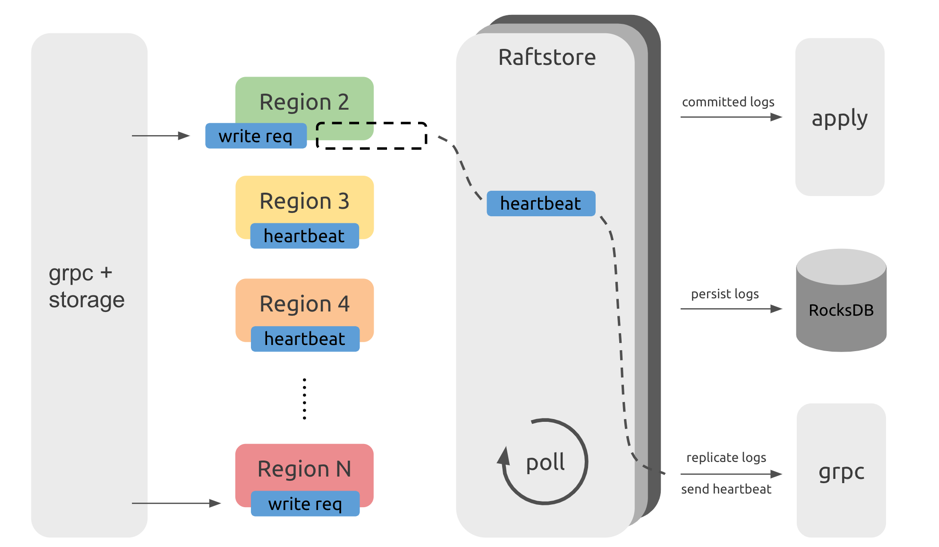 grpc +
storage
Region 2
write req
Region 3
heartbeat
Region 4
heartbeat
Region N
write req
Raftstore
heartbeat
poll
committed logs
apply
persist logs
RocksDB
replicate logs
send heartbeat
grpc